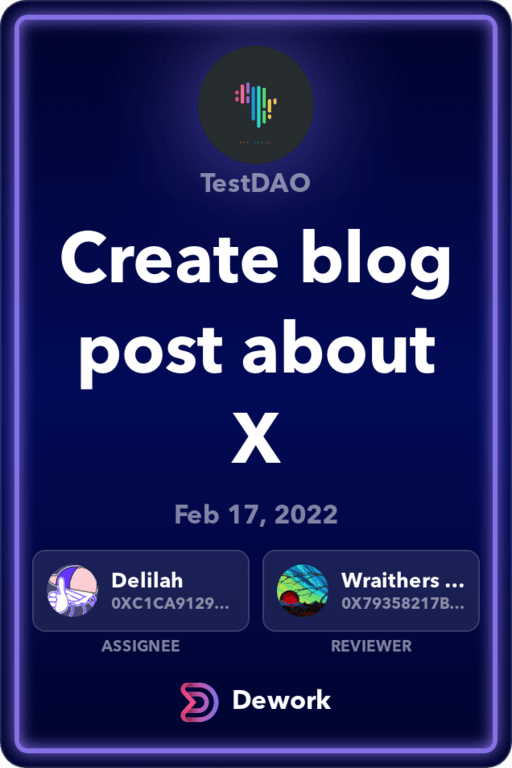 TestDAO
Create blog
post about
X
Feb 17, 2022
Delilah
0XC1CA9129...
ASSIGNEE
Wraithers ...
0X79358217B...
REVIEWER
Dework